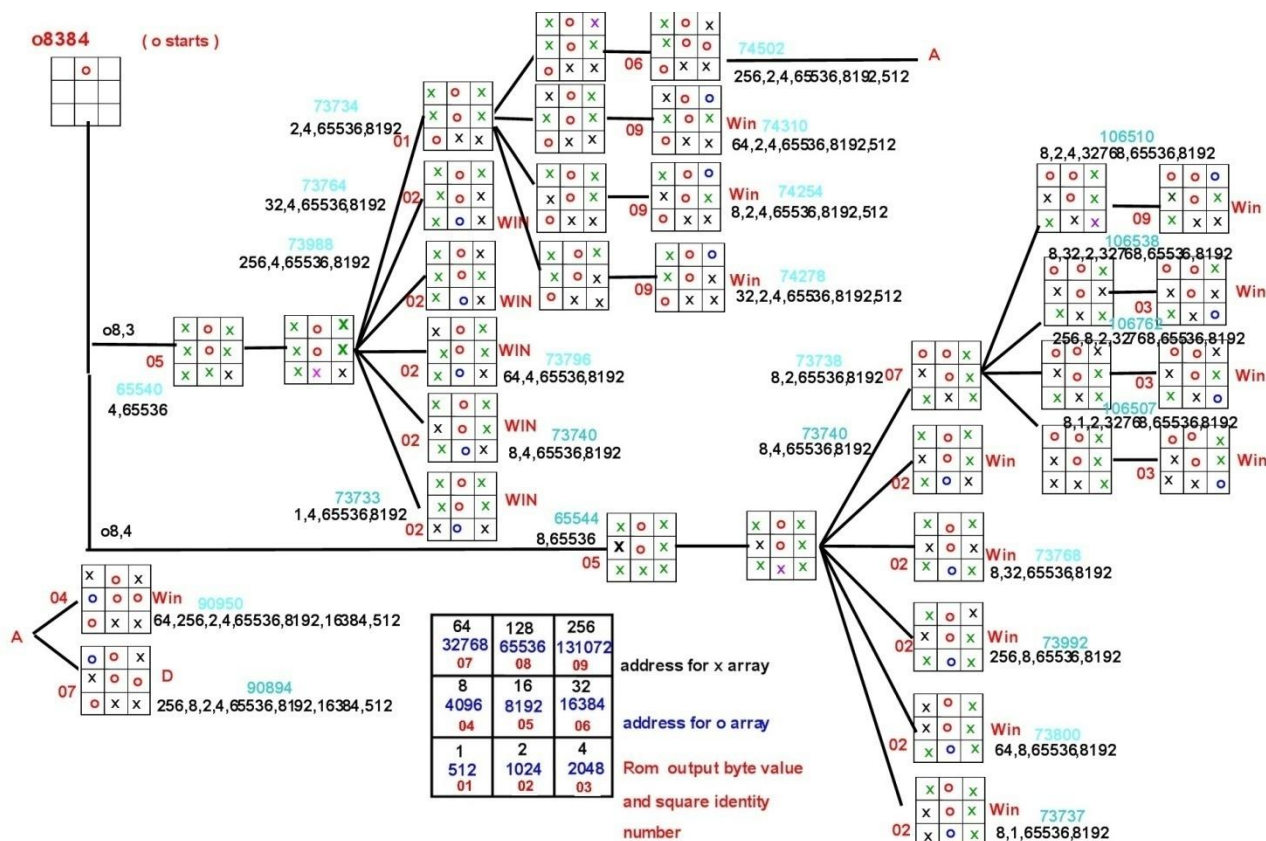 o8384 ( o starts )
o
o8,3
05
65540
4,65536
x o x
x o x
x x x
x o x
x o x
x x x
73734
2,4,65536,8192
01
x o x
x o x
o x x
73764
32,4,65536,8192
02
x o x
x o x
x o x
WIN
73988
256,4,65536,8192
02
x o x
x o x
x o x
WIN
02
x o x
x o x
x o x
WIN
73796
64,4,65536,8192
02
x o x
x o x
x o x
WIN
73740
8,4,65536,8192
73733
1,4,65536,8192
02
x o x
x o x
x o x
WIN
x o x
x o x
o x x
06
x o x
x o o
o x x
74502
256,2,4,65536,8192,512
A
x o x
x o x
o x x
09
x o o
x o x
o x x
Win
74310
64,2,4,65536,8192,512
x o x
x o x
o x x
09
x o o
x o x
o x x
Win
74254
8,2,4,65536,8192,512
x o x
x o x
o x x
09
x o o
x o x
o x x
Win
74278
32,2,4,65536,8192,512
o8,4
65544
8,65536
05
x o x
x o x
x x x
x o x
x o x
x x x
73738
8,2,65536,8192
07
o o x
x o x
x x x
73740
8,4,65536,8192
02
x o x
x o x
x o x
Win
02
x o x
x o x
x o x
Win
73768
8,32,65536,8192
02
x o x
x o x
x o x
Win
73992
256,8,65536,8192
02
x o x
x o x
x o x
Win
73800
64,8,65536,8192
02
x o x
x o x
x o x
Win
73737
8,1,65536,8192
106510
8,2,4,32768,65536,8192
o o x
x o x
x x x
09
o o o
x o x
x x x
Win
106538
8,32,2,32768,65536,8192
o o x
x o x
x x x
03
o o x
x o x
x x o
Win
106762
256,8,2,32768,65536,8192
o o x
x o x
x x x
03
o o x
x o x
x x o
Win
106507
8,1,2,32768,65536,8192
o o x
x o x
x x x
03
o o x
x o x
x x o
Win
A
04
x o x
o o o
o x x
Win
90950
64,256,2,4,65536,8192,16384,512
07
o o x
x o o
o x x
D
90894
256,8,2,4,65536,8192,16384,512
64 128 256
32768 65536 131072
07 08 09
8 16 32
4096 8192 16384
04 05 06
1 2 4
512 1024 2048
01 02 03
address for x array
address for o array
Rom output byte value
and square identity
number